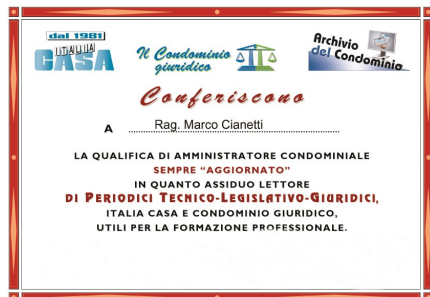 dal 1981
ITALIA
CASA
Il Condominio
giuridico
Archivio
del Condominio
Conferiscono
A Rag. Marco Cianetti
LA QUALIFICA DI AMMINISTRATORE CONDOMINIALE
SEMPRE "AGGIORNATO"
IN QUANTO ASSIDUO LETTORE
DI PERIODICI TECNICO-LEGISLATIVO-GIURIDICI,
ITALIA CASA E CONDOMINIO GIURIDICO,
UTILI PER LA FORMAZIONE PROFESSIONALE.